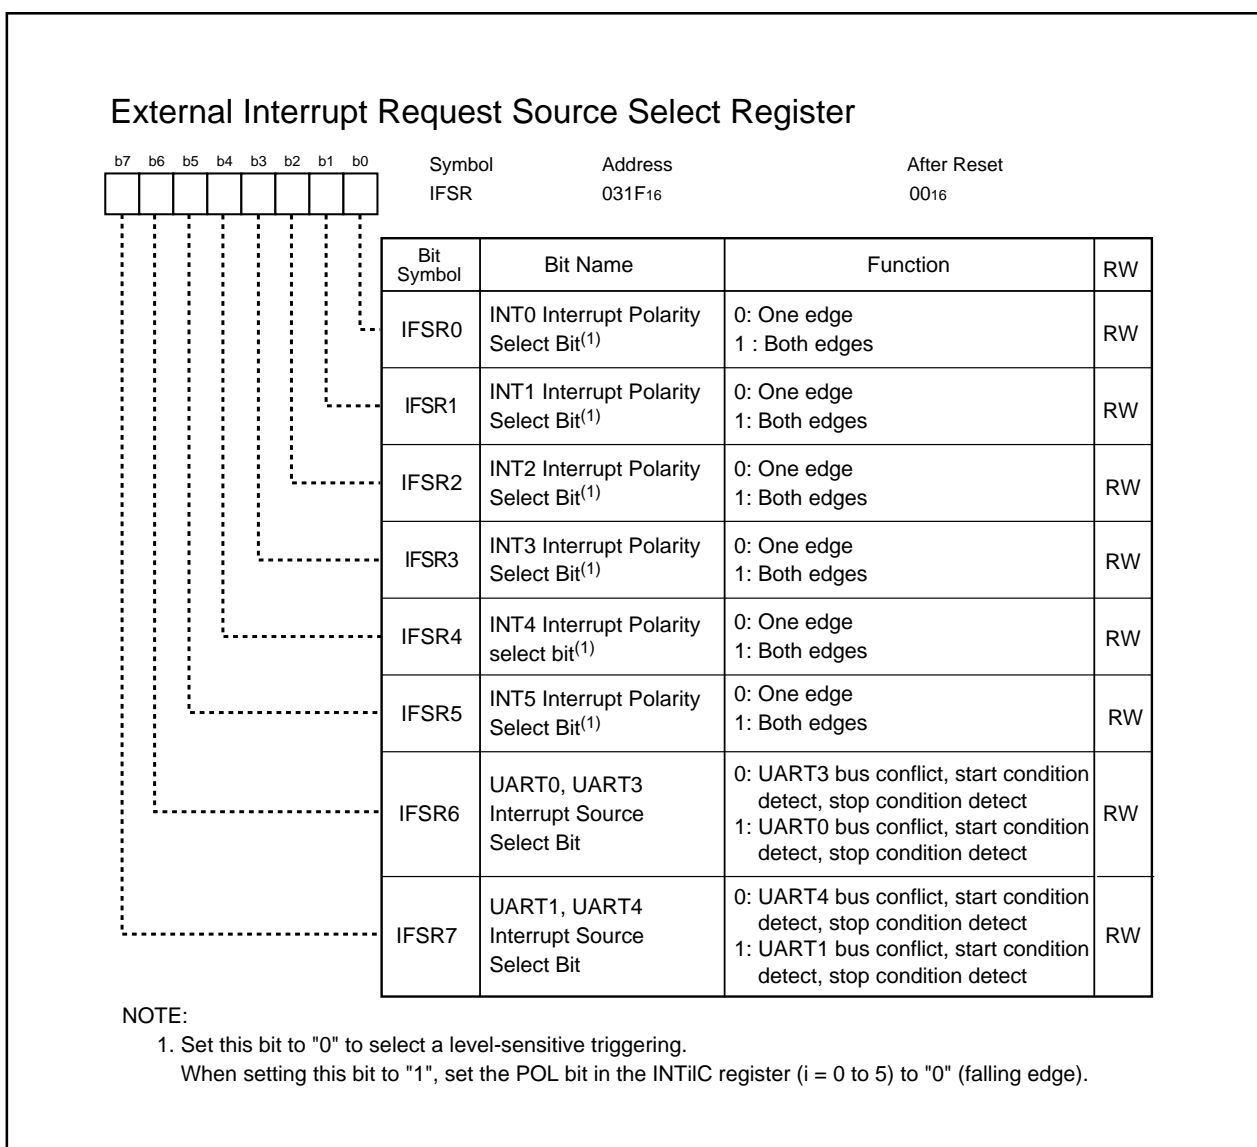 External Interrupt Request Source Select Register
b7 b6 b5 b4 b3 b2 b1 b0
Symbol Address After Reset
IFSR 031F16 0016
Bit Symbol Bit Name Function RW
IFSR0 INT0 Interrupt Polarity Select Bit(1) 0: One edge
1 : Both edges RW
IFSR1 INT1 Interrupt Polarity Select Bit(1) 0: One edge
1: Both edges RW
IFSR2 INT2 Interrupt Polarity Select Bit(1) 0: One edge
1: Both edges RW
IFSR3 INT3 Interrupt Polarity Select Bit(1) 0: One edge
1: Both edges RW
IFSR4 INT4 Interrupt Polarity select bit(1) 0: One edge
1: Both edges RW
IFSR5 INT5 Interrupt Polarity Select Bit(1) 0: One edge
1: Both edges RW
IFSR6 UART0, UART3 Interrupt Source Select Bit 0: UART3 bus conflict, start condition detect, stop condition detect
1: UART0 bus conflict, start condition detect, stop condition detect RW
IFSR7 UART1, UART4 Interrupt Source Select Bit 0: UART4 bus conflict, start condition detect, stop condition detect
1: UART1 bus conflict, start condition detect, stop condition detect RW
NOTE:
1. Set this bit to "0" to select a level-sensitive triggering.
When setting this bit to "1", set the POL bit in the INTiIC register (i = 0 to 5) to "0" (falling edge).